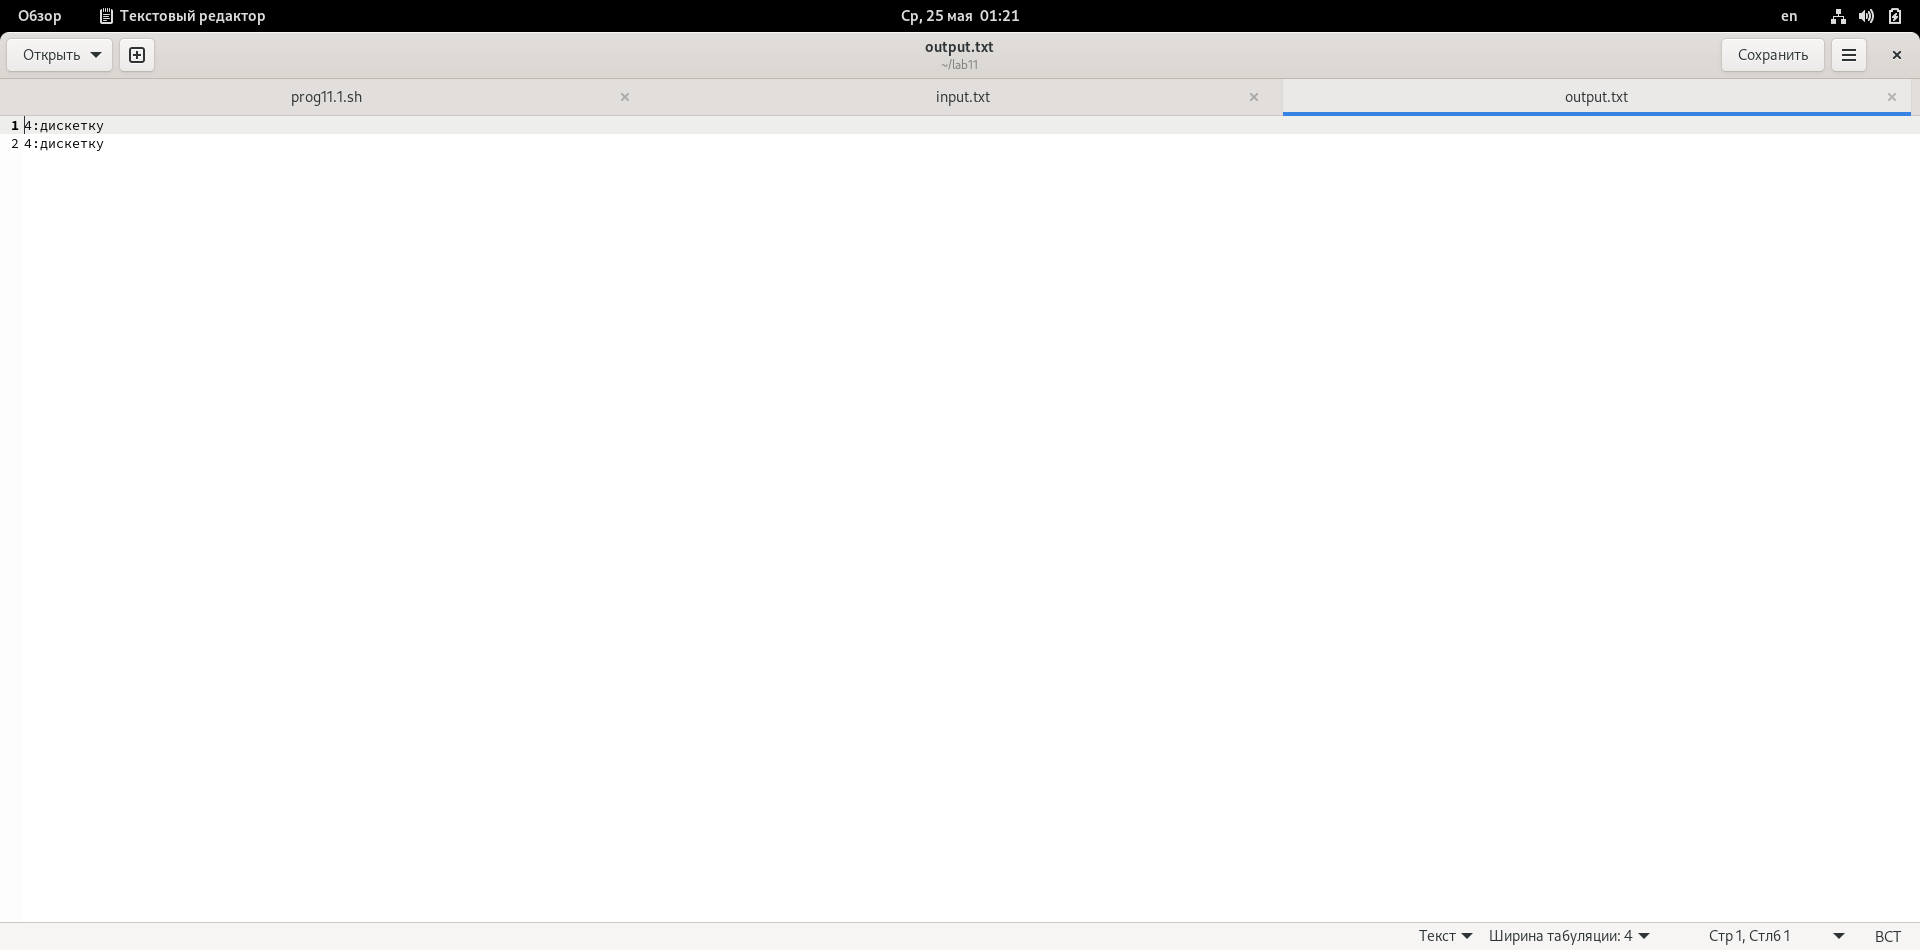 Обзор
Текстовый редактор
Ср, 25 мая 01:21
en
Открыть
output.txt
~/lab11
Сохранить
prog11.1.sh
input.txt
output.txt
1 4:дискетку
2 4:дискетку
Текст
Ширина табуляции: 4
Стр 1, Стлб 1
ВСТ